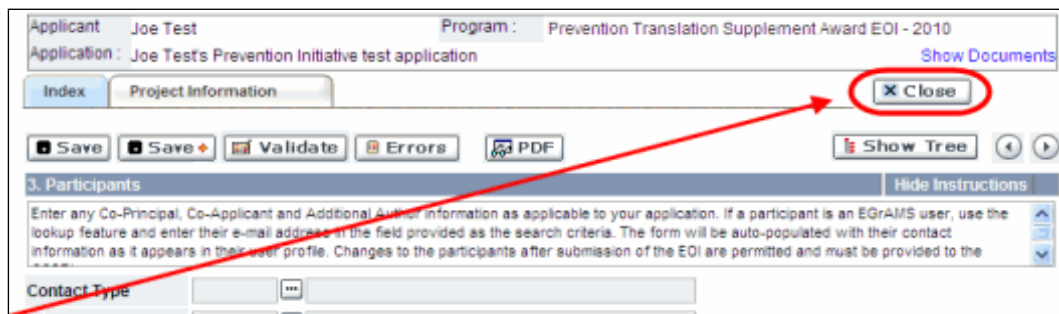 Applicant Joe Test Program : Prevention Translation Supplement Award EOI - 2010
Application : Joe Test's Prevention Initiative test application Show Documents
Index Project Information Close
Save Save Validate Errors PDF Show Tree
3. Participants Hide Instructions
Enter any Co-Principal, Co-Applicant and Addtional Author information as applicable to your application. If a participant is an EGrAMS user, use the
lookup feature and enter their e-mail address in the field provided as the search criteria. The form will be auto-populated with their contact
information as it appears in their user profile. Changes to the participants after submission of the EOI are permitted and must be provided to the
Contact Type